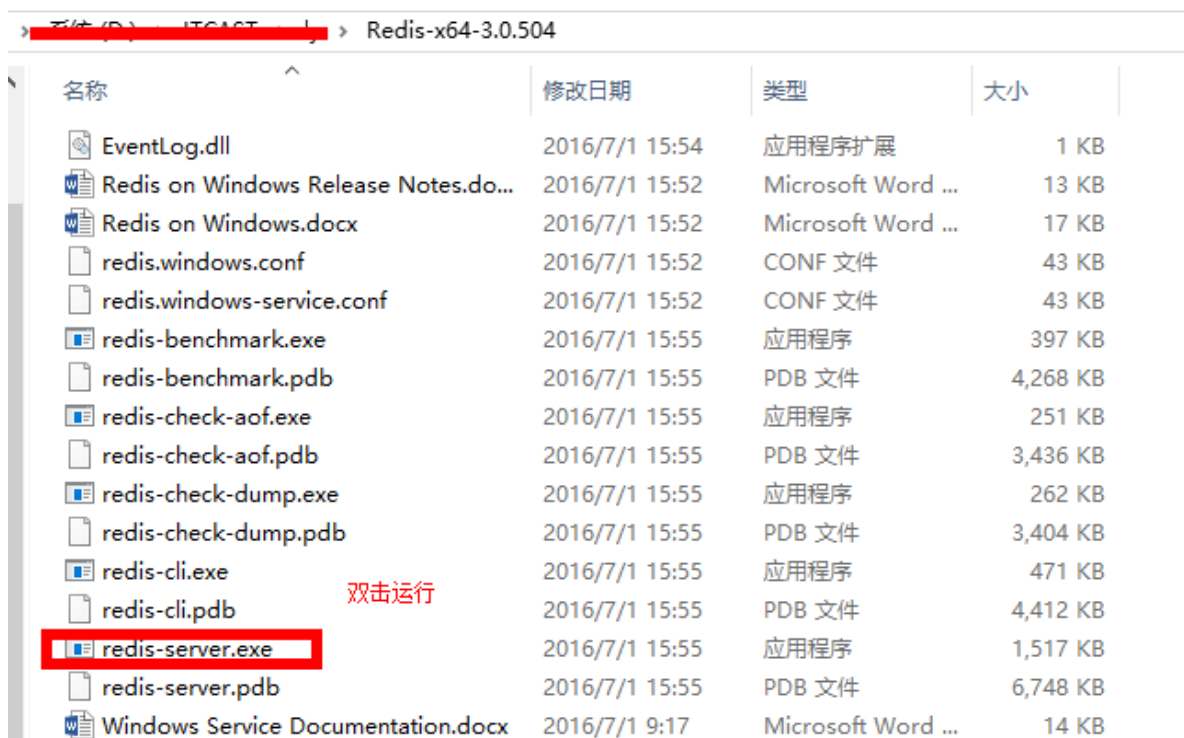 Redis-x64-3.0.504
名称 修改日期 类型 大小
EventLog.dll 2016/7/1 15:54 应用程序扩展 1 KB
Redis on Windows Release Notes.do... 2016/7/1 15:52 Microsoft Word ... 13 KB
Redis on Windows.docx 2016/7/1 15:52 Microsoft Word ... 17 KB
redis.windows.conf 2016/7/1 15:52 CONF 文件 43 KB
redis.windows-service.conf 2016/7/1 15:52 CONF 文件 43 KB
redis-benchmark.exe 2016/7/1 15:55 应用程序 397 KB
redis-benchmark.pdb 2016/7/1 15:55 PDB 文件 4,268 KB
redis-check-aof.exe 2016/7/1 15:55 应用程序 251 KB
redis-check-aof.pdb 2016/7/1 15:55 PDB 文件 3,436 KB
redis-check-dump.exe 2016/7/1 15:55 应用程序 262 KB
redis-check-dump.pdb 2016/7/1 15:55 PDB 文件 3,404 KB
redis-cli.exe 2016/7/1 15:55 应用程序 471 KB
双击运行
redis-cli.pdb 2016/7/1 15:55 PDB 文件 4,412 KB
redis-server.exe 2016/7/1 15:55 应用程序 1,517 KB
redis-server.pdb 2016/7/1 15:55 PDB 文件 6,748 KB
Windows Service Documentation.docx 2016/7/1 9:17 Microsoft Word ... 14 KB